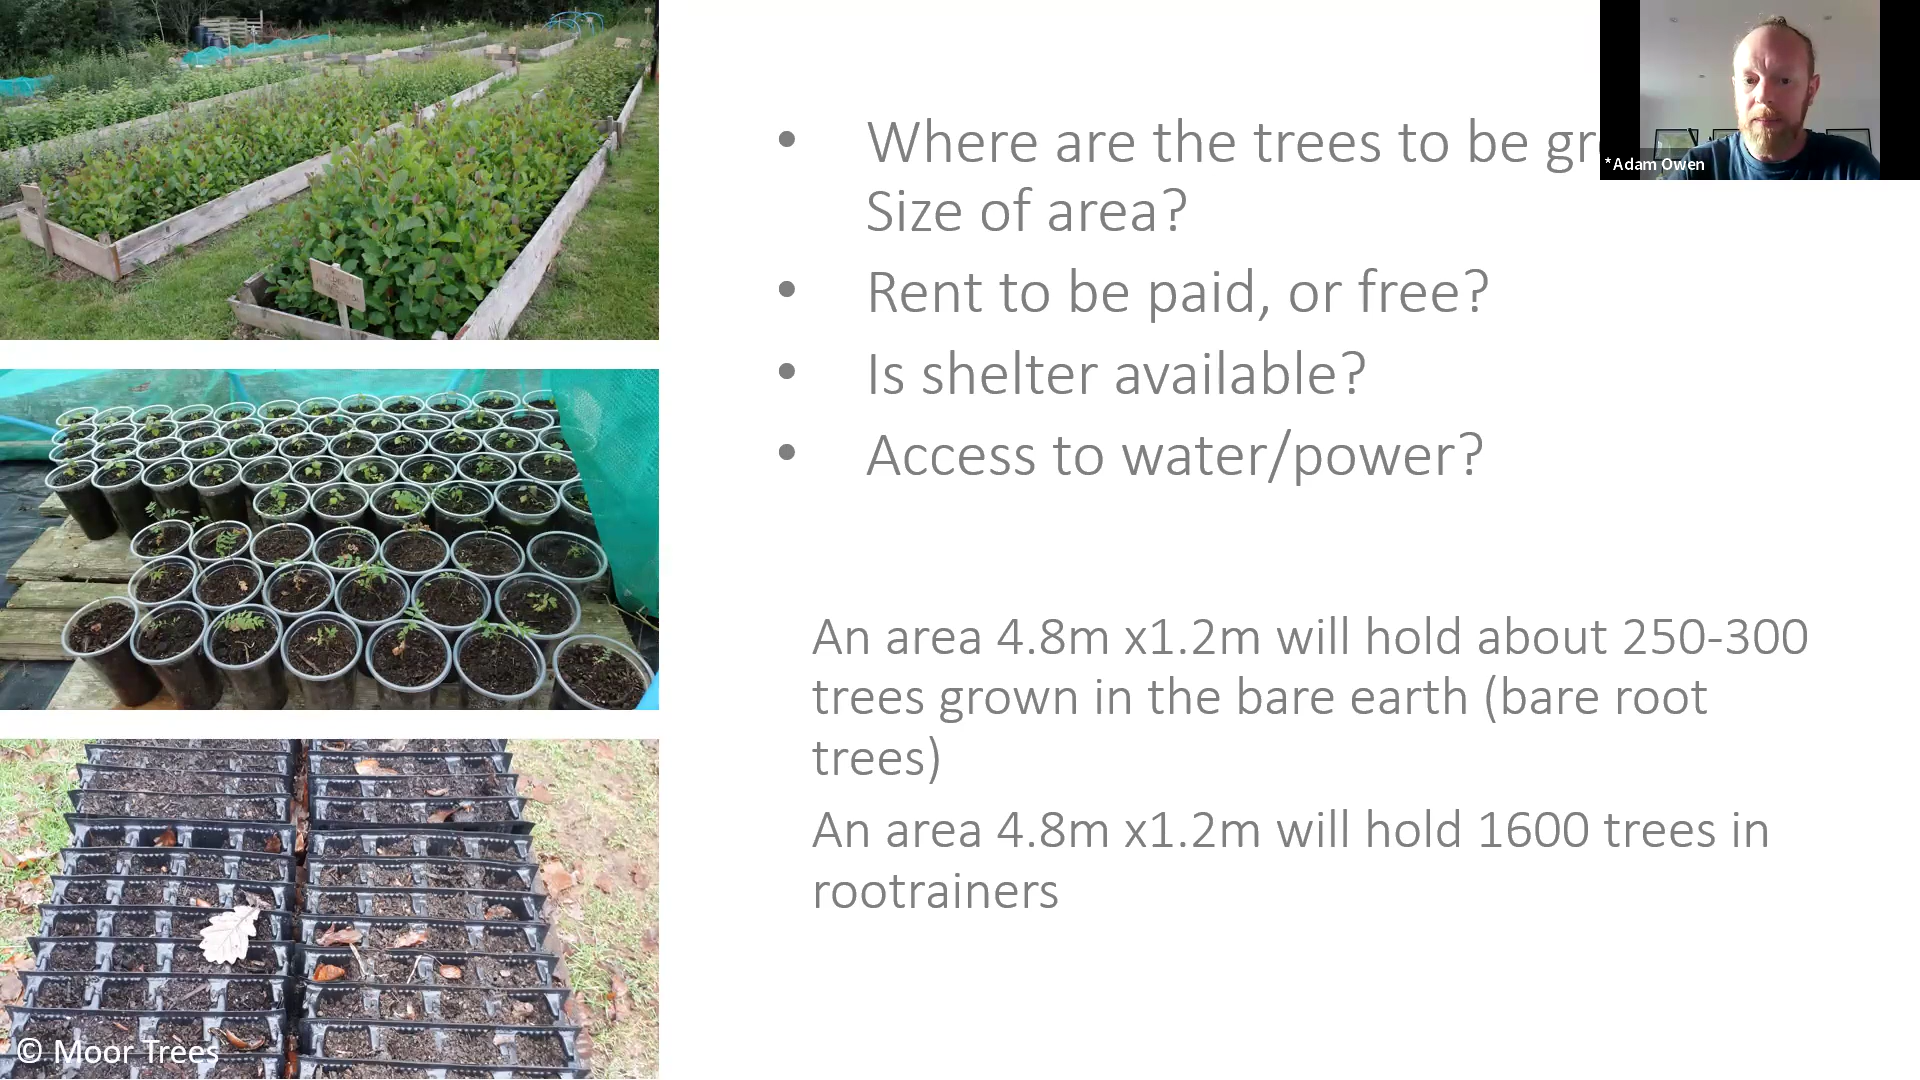 • Where are the trees to be gr
Size of area?
• Rent to be paid, or free?
• Is shelter available?
• Access to water/power?
An area 4.8m x1.2m will hold about 250-300
trees grown in the bare earth (bare root
trees)
An area 4.8m x1.2m will hold 1600 trees in
rootrainers
*Adam Owen
© Moor Trees